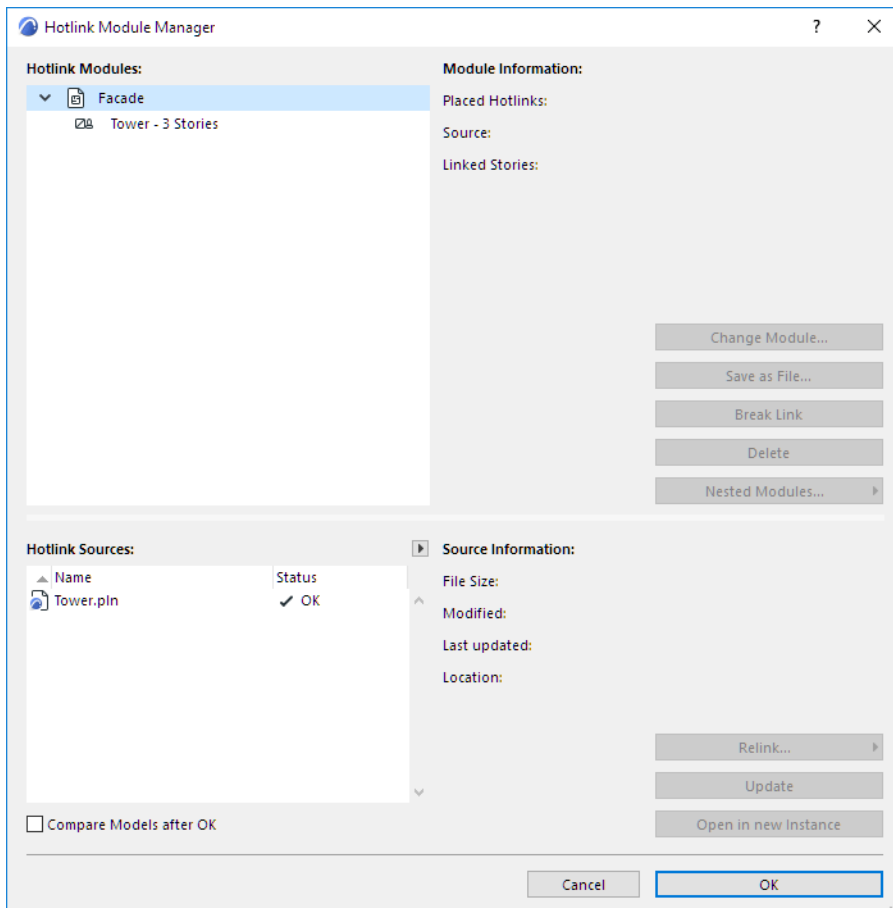 Hotlink Module Manager
?
Hotlink Modules:
Facade
Tower - 3 Stories
Module Information:
Placed Hotlinks:
Source:
Linked Stories:
Change Module...
Save as File...
Break Link
Delete
Nested Modules...
Hotlink Sources:
Name Status
Tower.pln OK
Compare Models after OK
Source Information:
File Size:
Modified:
Last updated:
Location:
Relink...
Update
Open in new Instance
Cancel OK